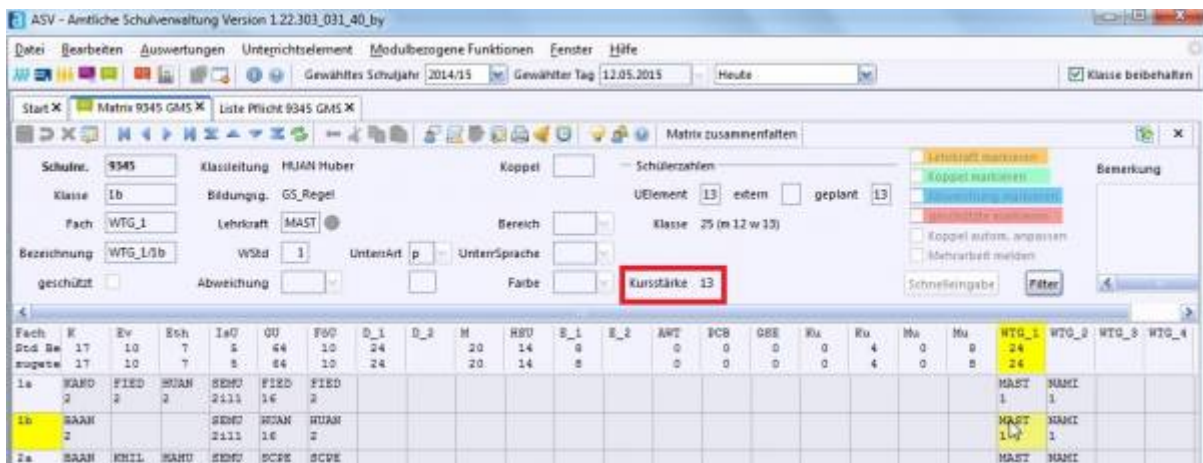 ASV - Amtliche Schulverwaltung Version 1.22.303_031_40_by
Datei Bearbeiten Auswertungen Unterrichtselement Modulbezogene Funktionen Fenster Hilfe
Gewähltes Schuljahr 2014/15 Gewählter Tag 12.05.2015 Heute Klasse beibehalten
Start Matrix 9345 GMS Liste Pflicht 9345 GMS
Matrix zusammenfalten
Schulnr. 9345 Klassleitung HUAN Huber Koppel Schülerzahlen Lehrkraft markieren Bemerkung
Koppel markieren
Klasse 1b Bildungsg. GS_Regel UElement 13 extern geplant 13
Fach WTG_1 Lehrkraft MAST Bereich Klasse 25 (m 12 w 13)
Koppel autom. anpassen
Bezeichnung WTG_1/1b WStd 1 UnterrArt p UnterrSprache Mehrarbeit melden
geschützt Abweichung Farbe Kursstärke 13 Schnelleingabe Filter
Fach K Ev Eth IsU GU FöU D_1 D_2 M HSU E_1 E_2 AWT PCB GSE Ku Ku Mu Mu WTG_1 WTG_2 WTG_3 WTG_4
Std Be 17 10 7 5 64 10 24 20 14 8 0 0 0 0 4 0 8 24
zugete 17 10 7 5 64 10 24 20 14 8 0 0 0 0 4 0 8 24
1a KAND FIED HUAN SEMU FIED FIED MAST NAMI
2 2 2 2111 16 2 1 1
1b BAAN SEMU HUAN HUAN MAST NAMI
2 2111 16 2 1 1
2a BAAN KHIL HAHU SEMU SCPE SCPE MAST NAMI